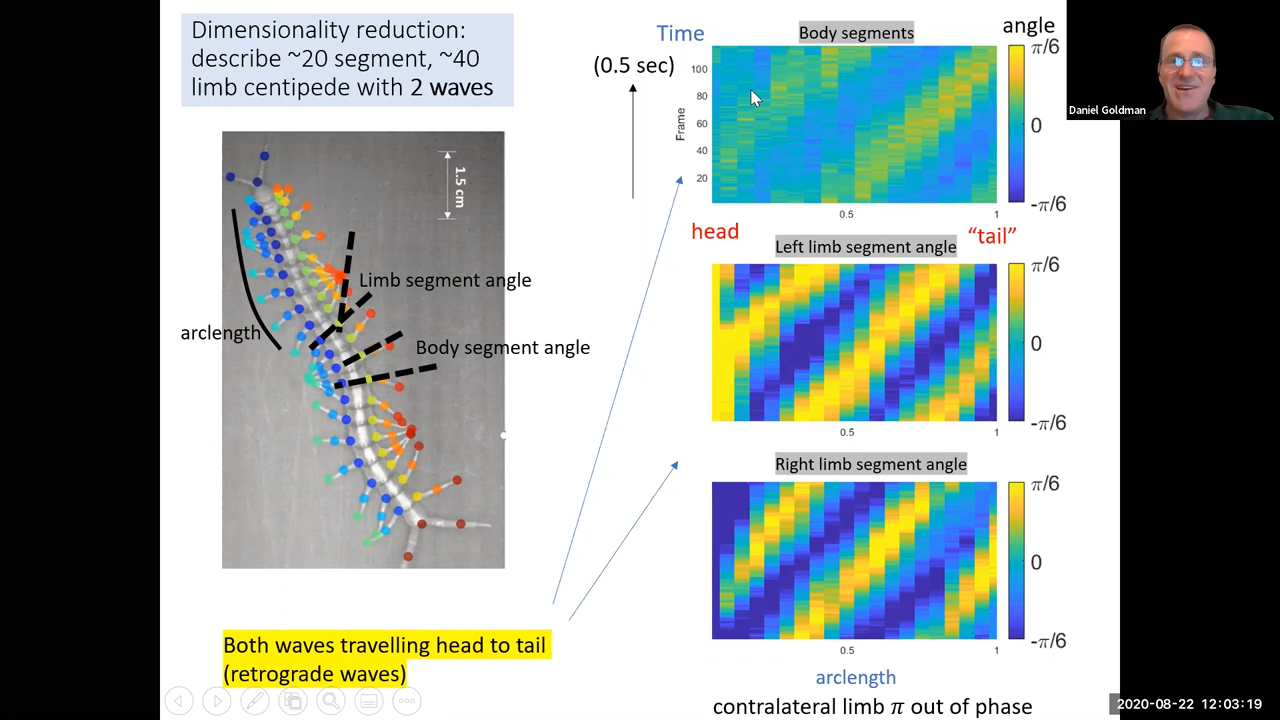 Dimensionality reduction:
describe ~20 segment, ~40
limb centipede with 2 waves
1.5 cm
Limb segment angle
arclength
Body segment angle
Both waves travelling head to tail
(retrograde waves)
Time
(0.5 sec)
Body segments
angle
Frame
100
80
60
40
20
0.5
1
π/6
0
-π/6
head
"tail"
Left limb segment angle
0.5
1
π/6
0
-π/6
Right limb segment angle
0.5
1
π/6
0
-π/6
arclength
contralateral limb π out of phase
Daniel Goldman
2020-08-22 12:03:19